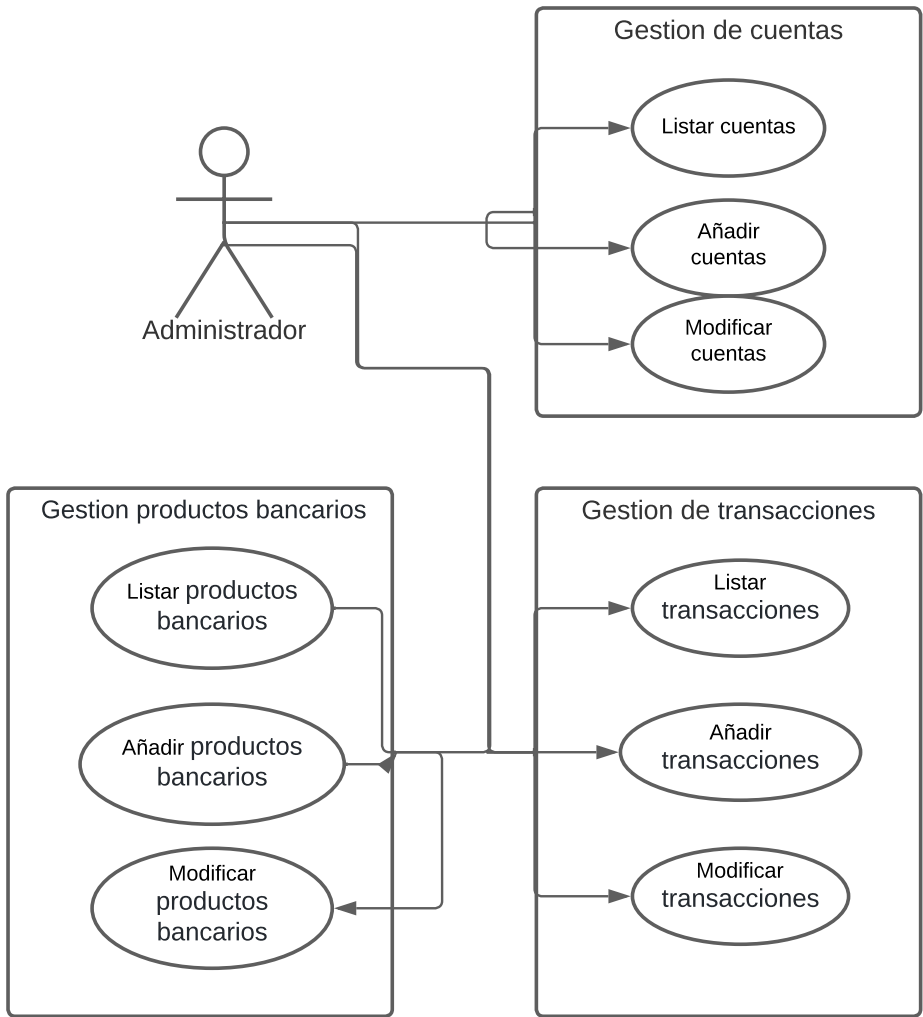 Gestion de cuentas
Listar cuentas
Añadir
cuentas
Modificar
cuentas
Administrador
Gestion productos bancarios
Listar productos
bancarios
Añadir productos
bancarios
Modificar
productos
bancarios
Gestion de transacciones
Listar
transacciones
Añadir
transacciones
Modificar
transacciones